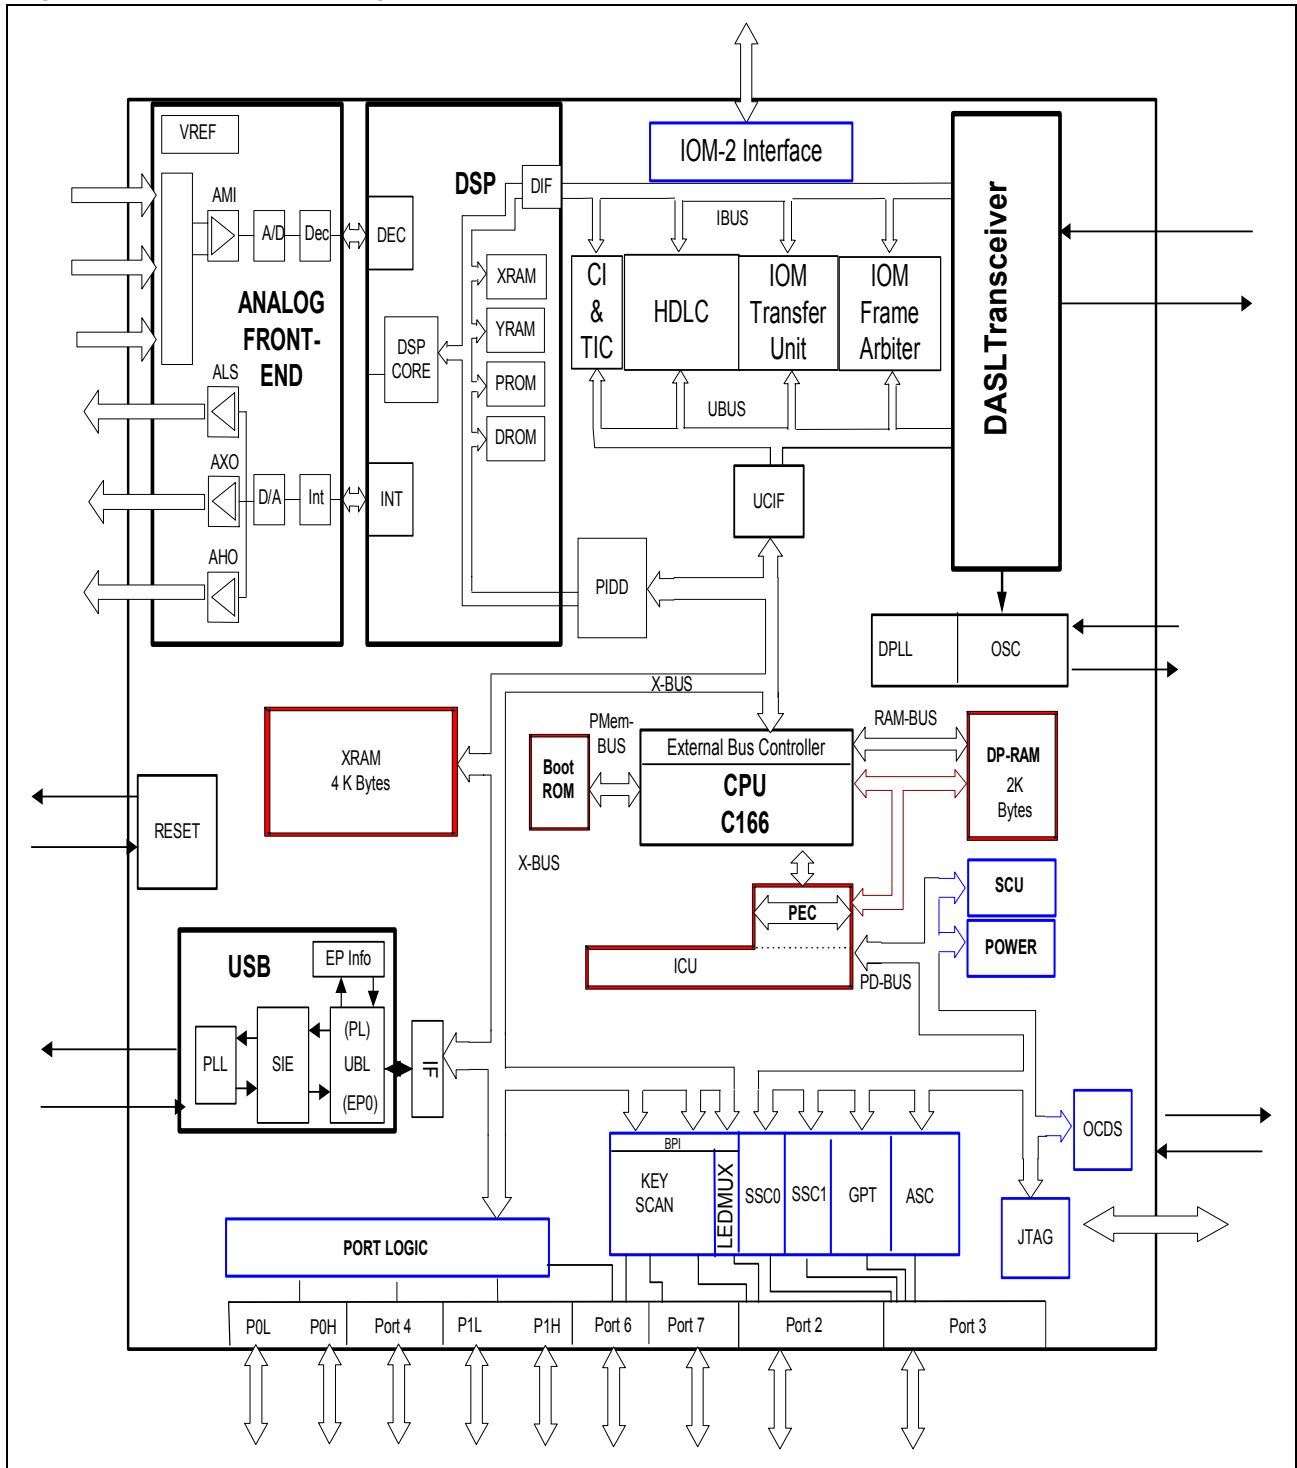 VREF
IOM-2 Interface
AMI
DSP
DIF
A/D
Dec
DEC
IBUS
XRAM
CI
&
TIC
HDLC
IOM
Transfer
Unit
IOM
Frame
Arbiter
DASLTransceiver
ANALOG
FRONT-
END
YRAM
DSP
CORE
PROM
DROM
ALS
UBUS
AXO
D/A
Int
INT
UCIF
AHO
PIDD
DPLL
OSC
X-BUS
RAM-BUS
PMem-
BUS
XRAM
4 K Bytes
Boot
ROM
External Bus Controller
CPU
C166
DP-RAM
2K
Bytes
RESET
X-BUS
SCU
PEC
POWER
ICU
PD-BUS
USB
EP Info
PLL
SIE
(PL)
UBL
(EP0)
IF
BPI
KEY
SCAN
LEDMUX
SSC0
SSC1
GPT
ASC
OCDS
JTAG
PORT LOGIC
P0L
P0H
Port 4
P1L
P1H
Port 6
Port 7
Port 2
Port 3